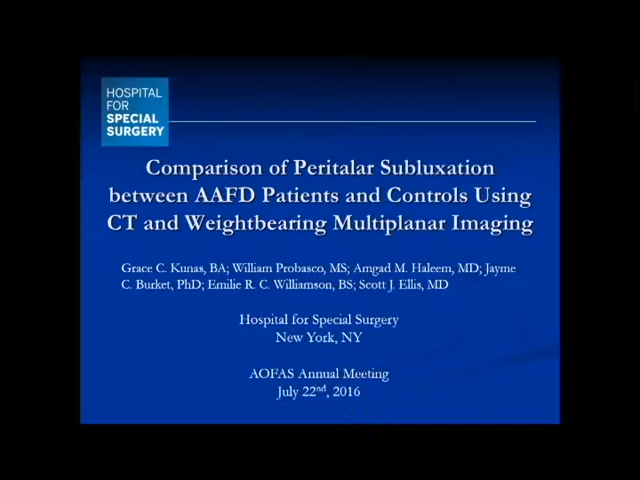 HOSPITAL
FOR
SPECIAL
SURGERY
Comparison of Peritalar Subluxation
between AAFD Patients and Controls Using
CT and Weightbearing Multiplanar Imaging
Grace C. Kunas, BA; William Probasco, MS; Amgad M. Haleem, MD; Jayme
C. Burket, PhD; Emilie R. C. Williamson, BS; Scott J. Ellis, MD
Hospital for Special Surgery
New York, NY
AOFAS Annual Meeting
July 22nd, 2016